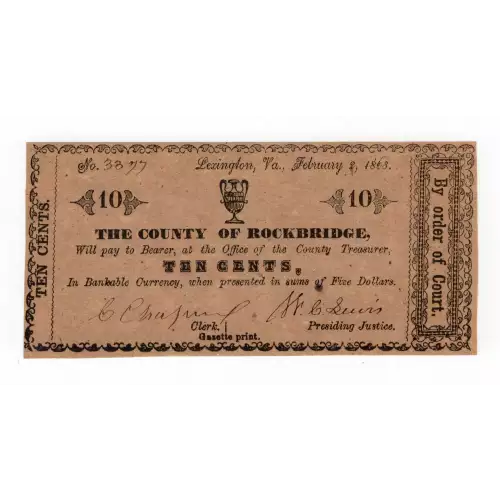 No. 3377 Lexington, Va., February 2, 1863.
TEN CENTS.
10 10
THE COUNTY OF ROCKBRIDGE,
Will pay to Bearer, at the Office of the County Treasurer,
TEN CENTS,
In Bankable Currency, when presented in sums of Five Dollars.
C Chapin
Lewis
Clerk, Presiding Justice.
Gazette print.
By order of Court.